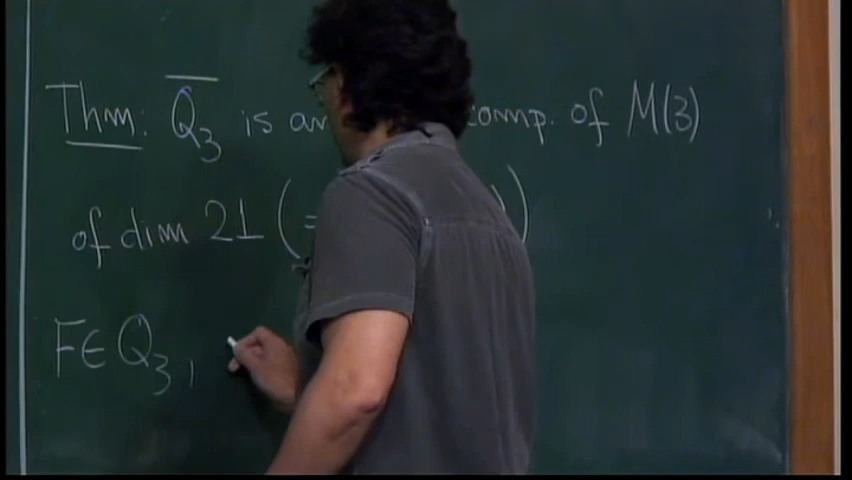 Thm: Q̅₃ is an comp. of M(3)
of dim 21 ( = )
F∈Q₃,